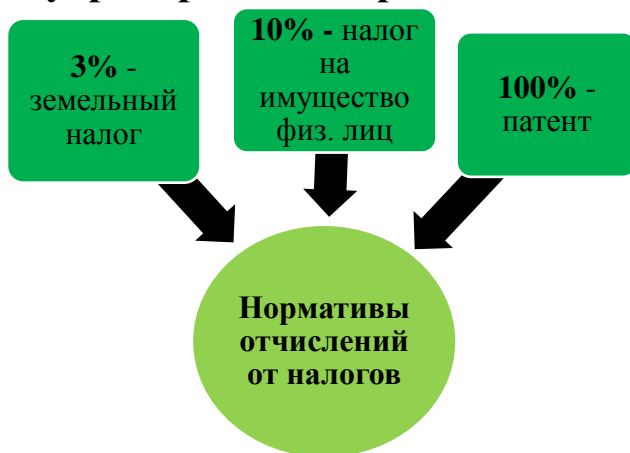 3% -
земельный
налог
10% - налог
на
имущество
физ. лиц
100% -
патент
Нормативы
отчислений
от налогов